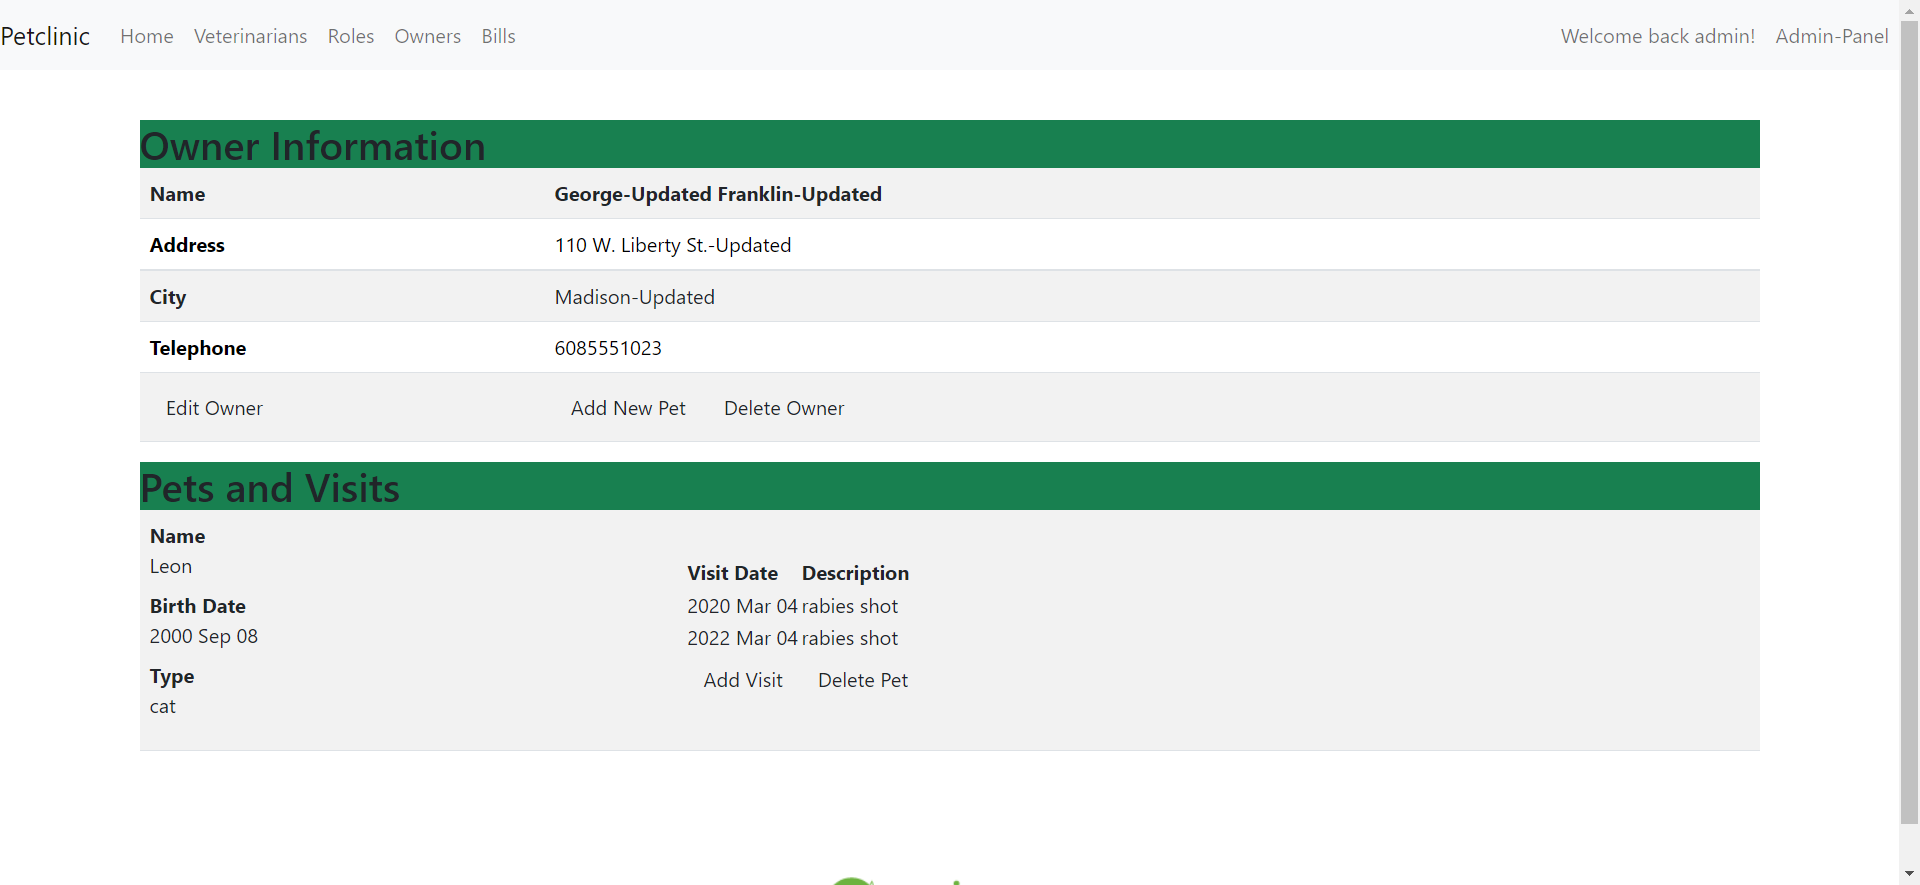 Petclinic Home Veterinarians Roles Owners Bills Welcome back admin! Admin-Panel
Owner Information
Name George-Updated Franklin-Updated
Address 110 W. Liberty St.-Updated
City Madison-Updated
Telephone 6085551023
Edit Owner Add New Pet Delete Owner
Pets and Visits
Name
Leon
Birth Date
2000 Sep 08
Type
cat
Visit Date Description
2020 Mar 04 rabies shot
2022 Mar 04 rabies shot
Add Visit Delete Pet